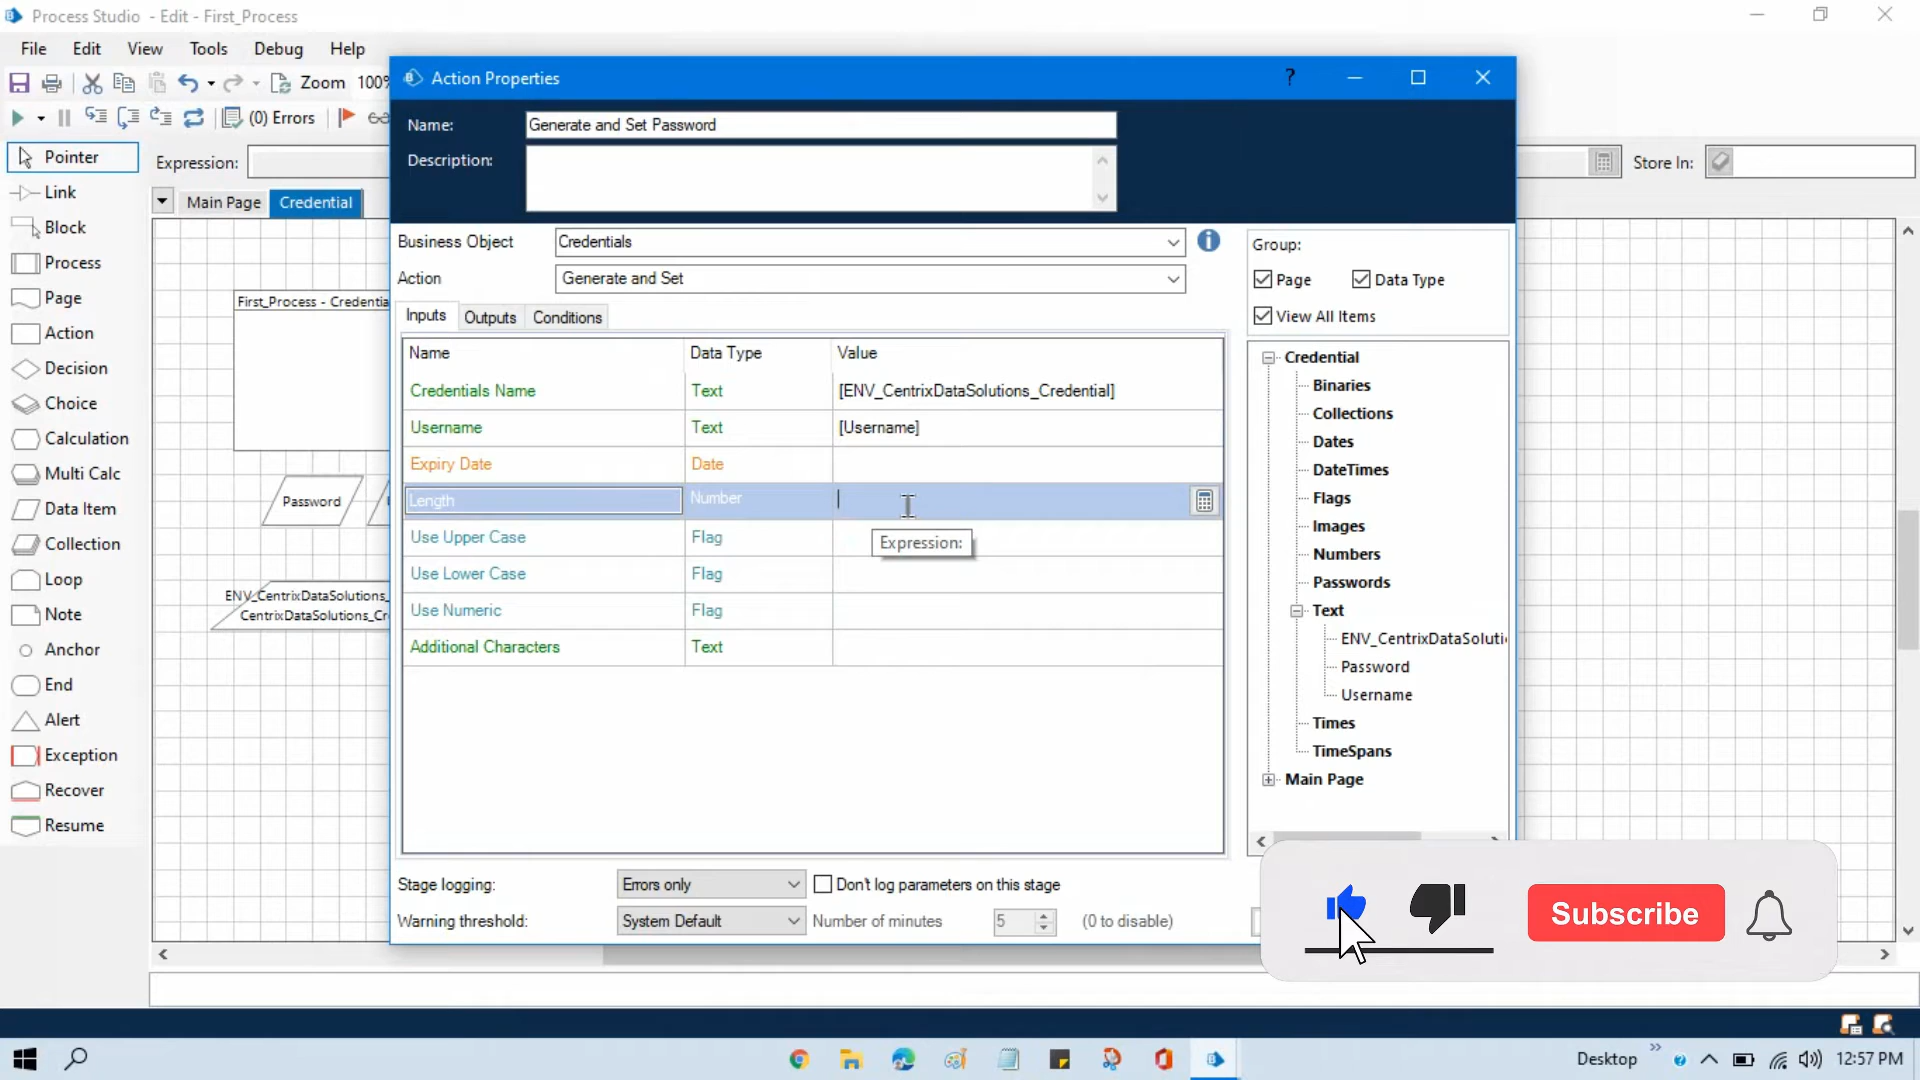 Process Studio - Edit - First_Process
File Edit View Tools Debug Help
Zoom 100%
(0) Errors
Pointer
Link
Block
Process
Page
Action
Decision
Choice
Calculation
Multi Calc
Data Item
Collection
Loop
Note
Anchor
End
Alert
Exception
Recover
Resume
Expression:
Store In:
Main Page Credential
First_Process - Credentia
Password
ENV_CentrixDataSolutions_
CentrixDataSolutions_Cr
Action Properties
?
Name: Generate and Set Password
Description:
Business Object Credentials
Action Generate and Set
Inputs Outputs Conditions
Name Data Type Value
Credentials Name Text [ENV_CentrixDataSolutions_Credential]
Username Text [Username]
Expiry Date Date
Length Number
Use Upper Case Flag
Expression:
Use Lower Case Flag
Use Numeric Flag
Additional Characters Text
Group:
Page Data Type
View All Items
Credential
Binaries
Collections
Dates
DateTimes
Flags
Images
Numbers
Passwords
Text
ENV_CentrixDataSoluti
Password
Username
Times
TimeSpans
Main Page
Stage logging: Errors only Don't log parameters on this stage
Warning threshold: System Default Number of minutes 5 (0 to disable)
Subscribe
Desktop
12:57 PM